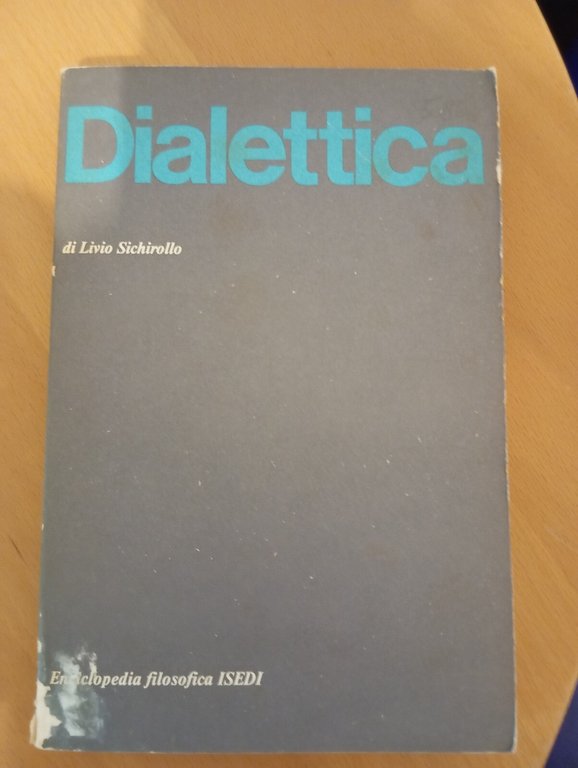 Dialettica
di Livio Sichirollo
Enciclopedia filosofica ISEDI